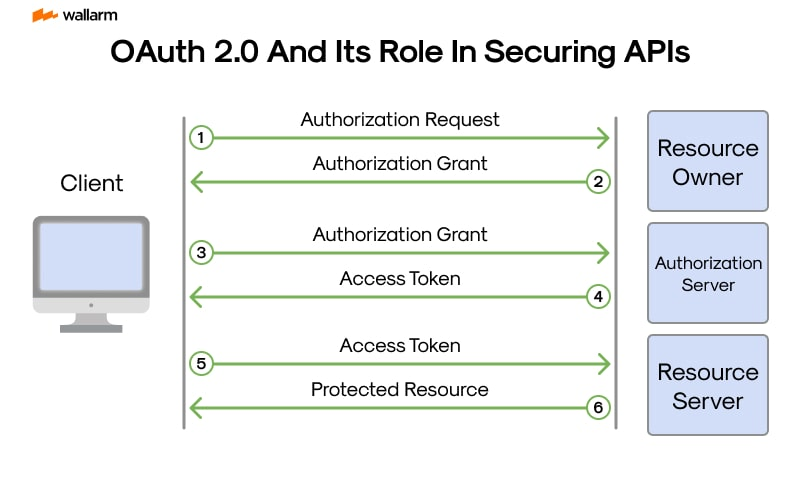 wallarm
OAuth 2.0 And Its Role In Securing APIs
Client
1
Authorization Request
Authorization Grant
2
Resource
Owner
3
Authorization Grant
Access Token
4
Authorization
Server
5
Access Token
Protected Resource
6
Resource
Server